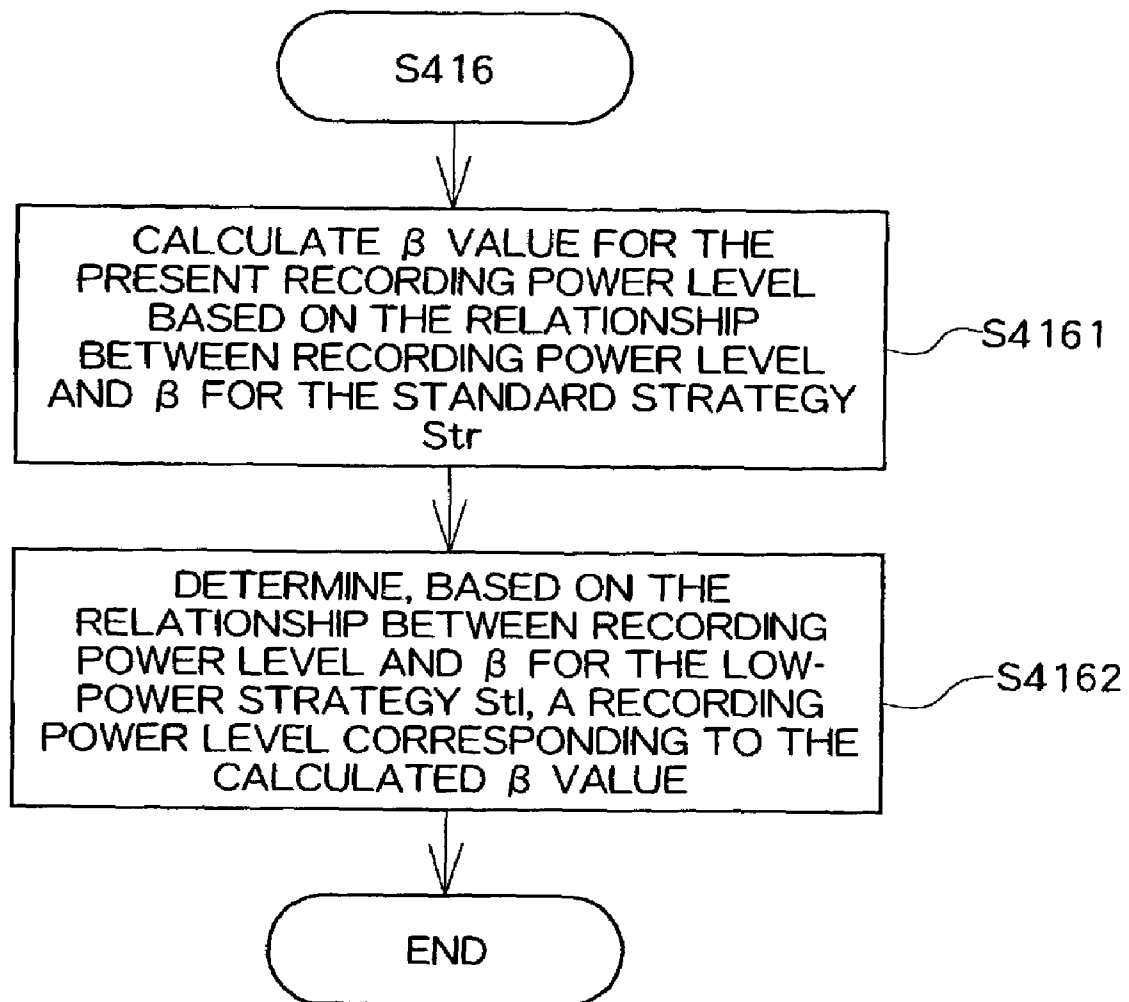 S416
CALCULATE β VALUE FOR THE
PRESENT RECORDING POWER LEVEL
BASED ON THE RELATIONSHIP
BETWEEN RECORDING POWER LEVEL
AND β FOR THE STANDARD STRATEGY
Str
S4161
DETERMINE, BASED ON THE
RELATIONSHIP BETWEEN RECORDING
POWER LEVEL AND β FOR THE LOW-
POWER STRATEGY Stl, A RECORDING
POWER LEVEL CORRESPONDING TO THE
CALCULATED β VALUE
S4162
END